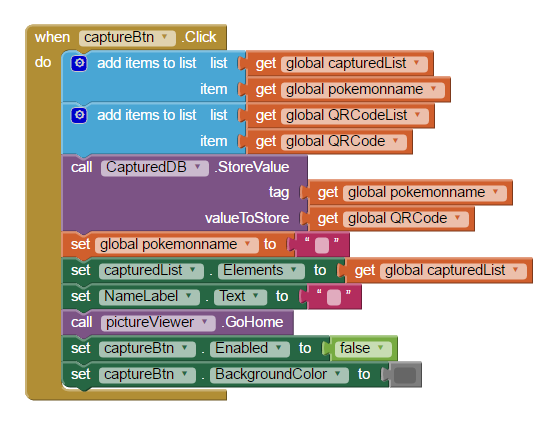 when captureBtn .Click
do add items to list list get global capturedList
item get global pokemonname
add items to list list get global QRCodeList
item get global QRCode
call CapturedDB .StoreValue
tag get global pokemonname
valueToStore get global QRCode
set global pokemonname to “ ”
set capturedList . Elements to get global capturedList
set NameLabel . Text to “ ”
call pictureViewer .GoHome
set captureBtn . Enabled to false
set captureBtn . BackgroundColor to